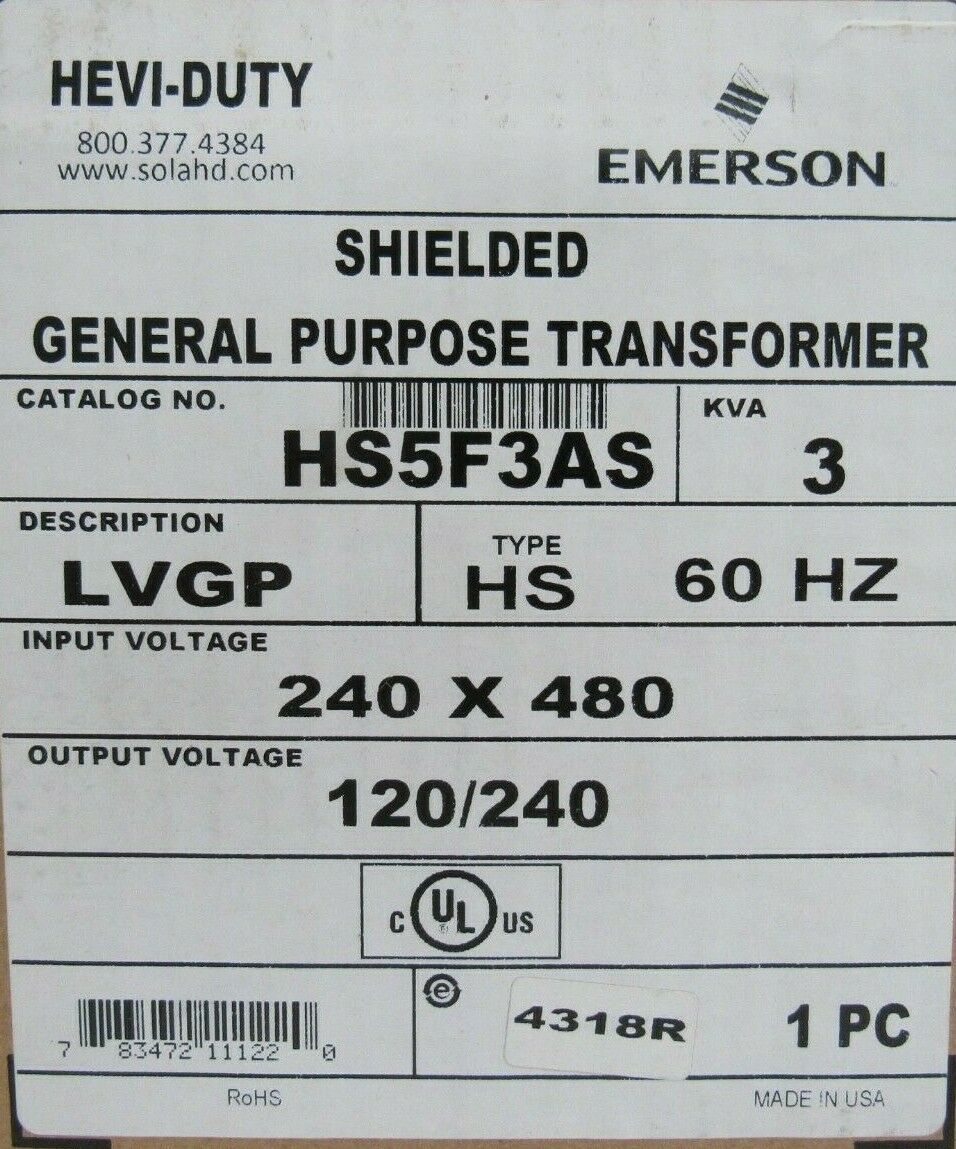 HEVI-DUTY
800.377.4384
www.solahd.com
EMERSON
SHIELDED
GENERAL PURPOSE TRANSFORMER
CATALOG NO.
HS5F3AS
KVA
3
DESCRIPTION
LVGP
TYPE
HS
60 HZ
INPUT VOLTAGE
240 X 480
OUTPUT VOLTAGE
120/240
C UL® US
7 83472 11122 0
e
4318R
1 PC
RoHS
MADE IN USA